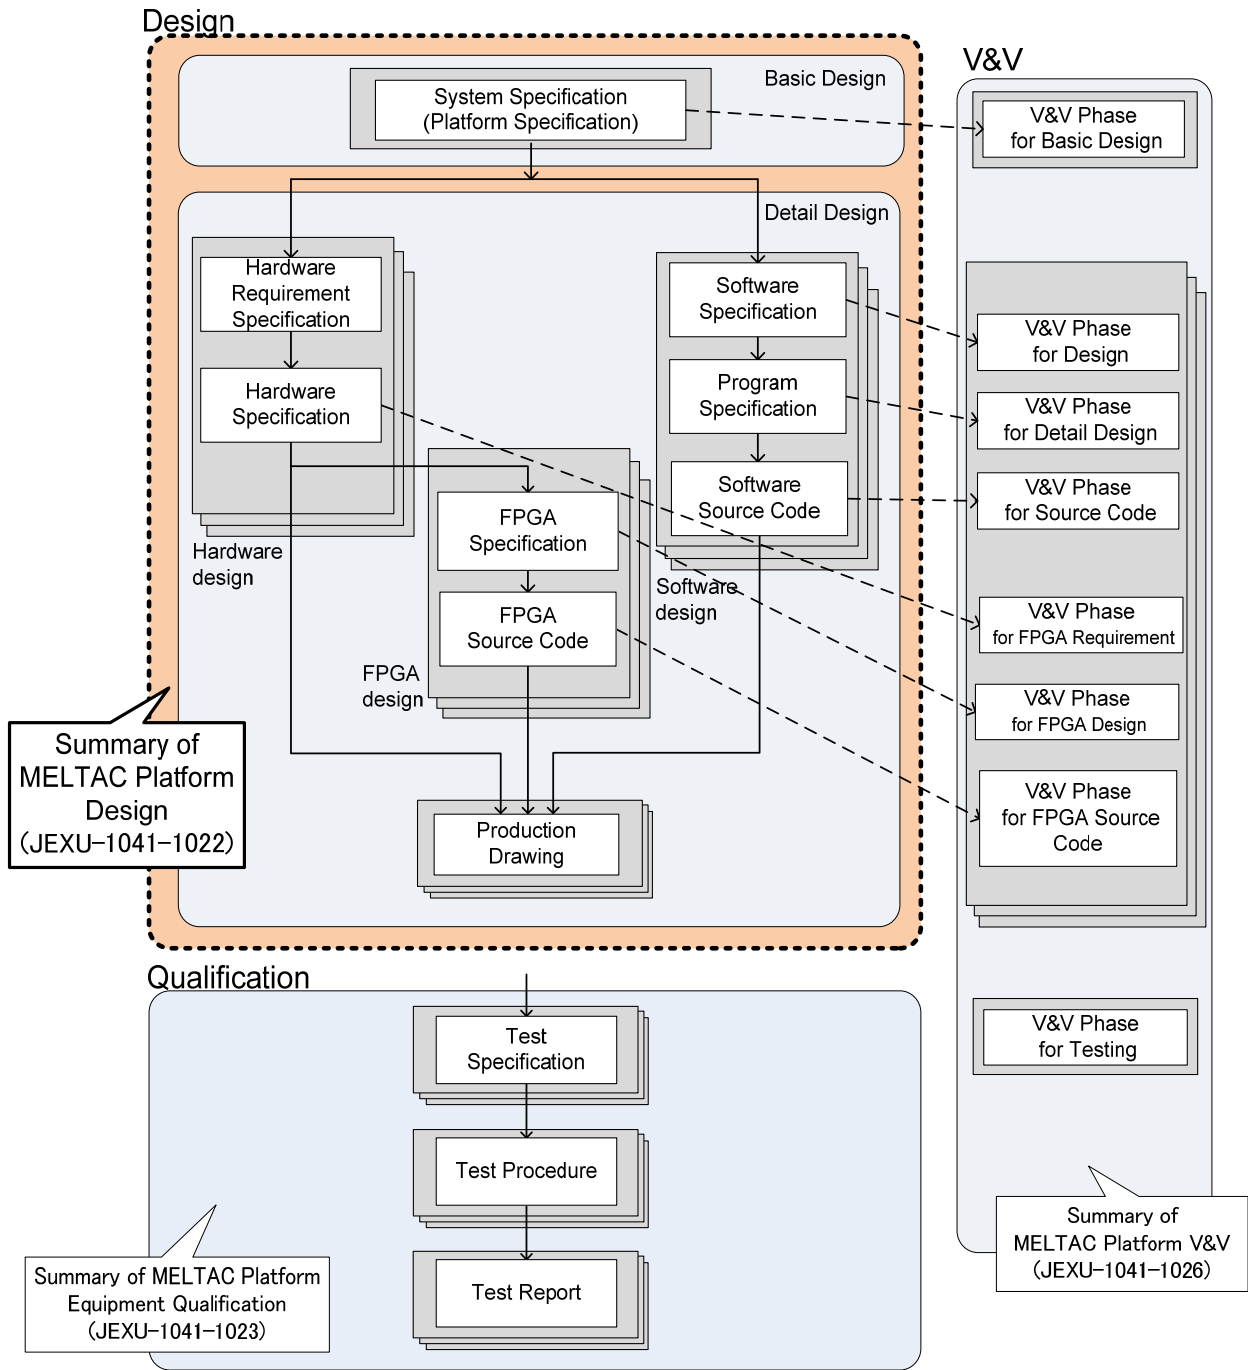 Design
Basic Design
System Specification
(Platform Specification)
V&V
V&V Phase
for Basic Design
Detail Design
Hardware
Requirement
Specification
Hardware
Specification
Hardware
design
Software
Specification
Program
Specification
Software
Source Code
Software
design
FPGA
Specification
FPGA
Source Code
FPGA
design
Production
Drawing
V&V Phase
for Design
V&V Phase
for Detail Design
V&V Phase
for Source Code
V&V Phase
for FPGA Requirement
V&V Phase
for FPGA Design
V&V Phase
for FPGA Source
Code
Summary of
MELTAC Platform
Design
(JEXU-1041-1022)
Qualification
Test
Specification
Test Procedure
Test Report
V&V Phase
for Testing
Summary of MELTAC Platform
Equipment Qualification
(JEXU-1041-1023)
Summary of
MELTAC Platform V&V
(JEXU-1041-1026)